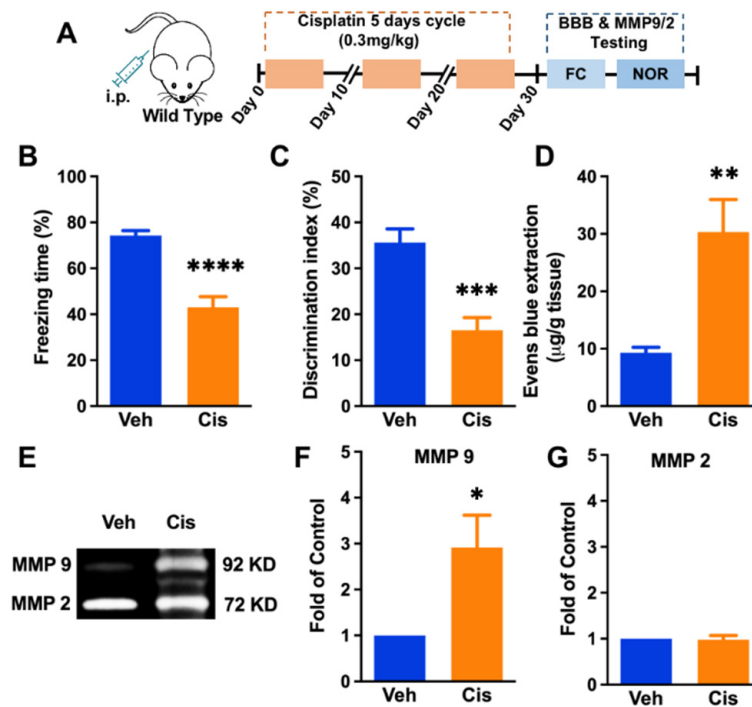 A
Cisplatin 5 days cycle
(0.3mg/kg)
BBB & MMP9/2
Testing
i.p.
Wild Type
Day 0
Day 10
Day 20
Day 30
FC
NOR
B
Freezing time (%)
100
80
60
40
20
0
****
Veh
Cis
C
Discrimination index (%)
50
40
30
20
10
0
***
Veh
Cis
D
Evens blue extraction
(μg/g tissue)
40
30
20
10
0
**
Veh
Cis
E
Veh
Cis
MMP 9
92 KD
MMP 2
72 KD
F
MMP 9
Fold of Control
5
4
3
2
1
0
*
Veh
Cis
G
MMP 2
Fold of Control
5
4
3
2
1
0
Veh
Cis